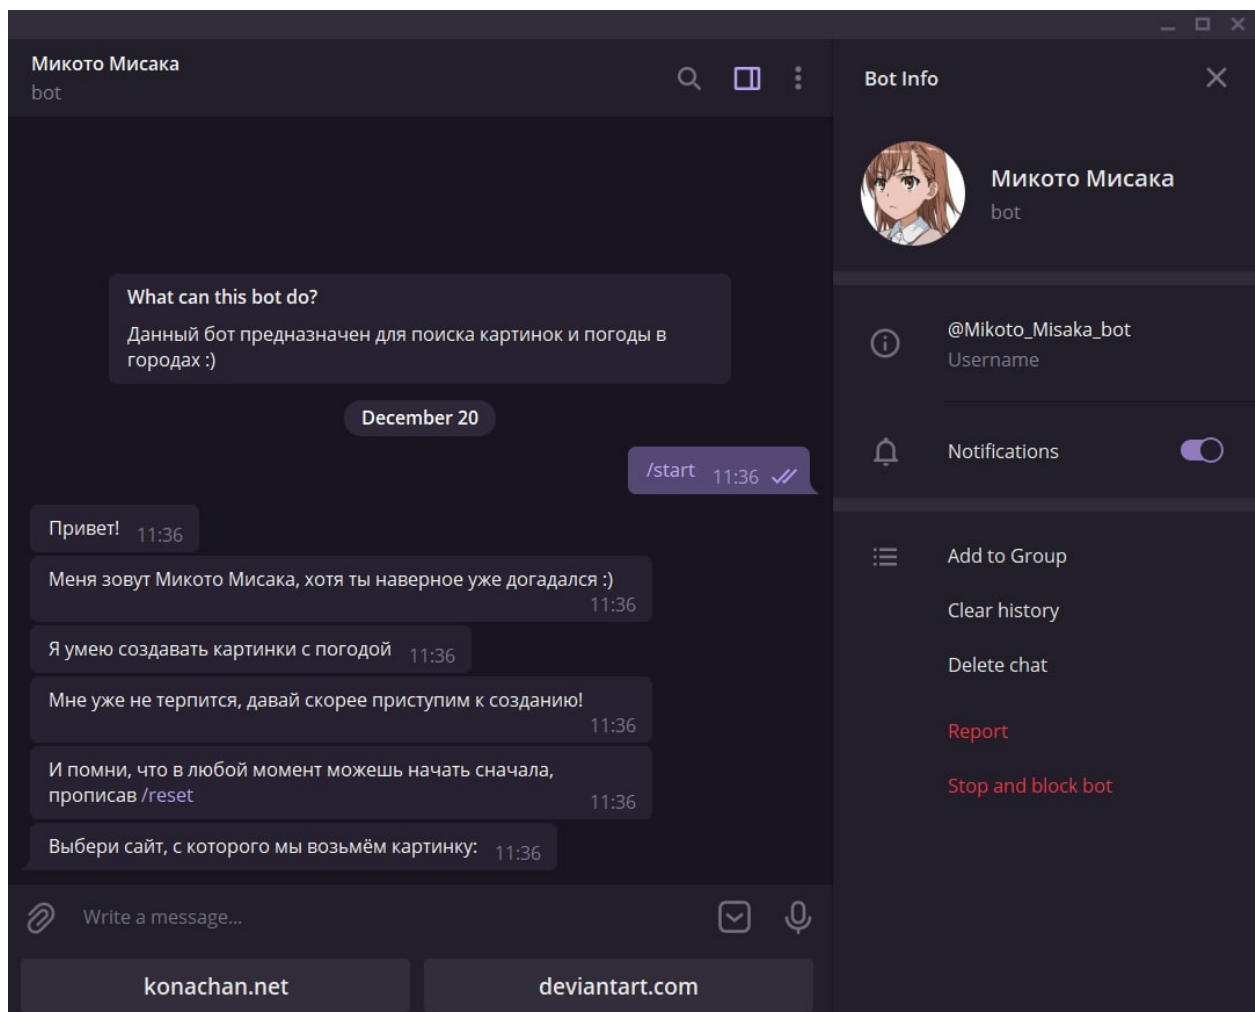 Микото Мисака
bot
What can this bot do?
Данный бот предназначен для поиска картинок и погоды в
городах :)
December 20
/start 11:36
Привет! 11:36
Меня зовут Микото Мисака, хотя ты наверное уже догадался :)
11:36
Я умею создавать картинки с погодой 11:36
Мне уже не терпится, давай скорее приступим к созданию!
11:36
И помни, что в любой момент можешь начать сначала,
прописав /reset 11:36
Выбери сайт, с которого мы возьмём картинку: 11:36
Write a message...
konachan.net
deviantart.com
Bot Info
Микото Мисака
bot
@Mikoto_Misaka_bot
Username
Notifications
Add to Group
Clear history
Delete chat
Report
Stop and block bot